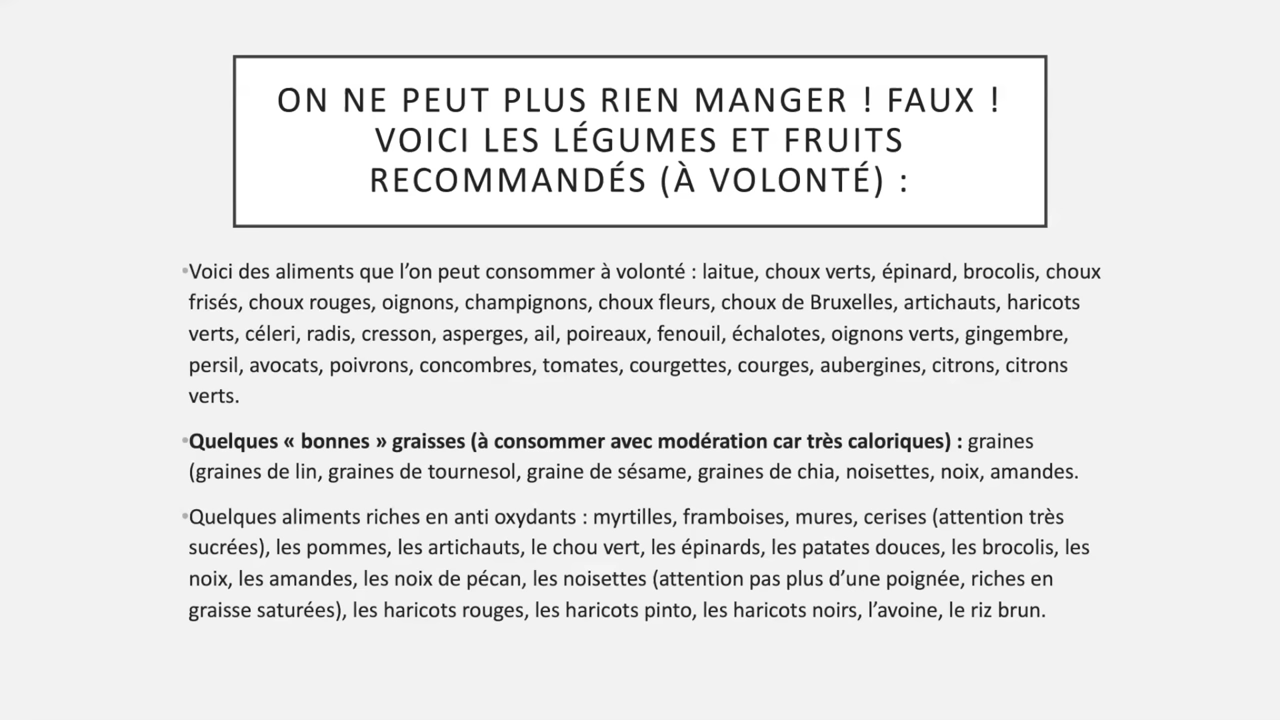 ON NE PEUT PLUS RIEN MANGER ! FAUX !
VOICI LES LÉGUMES ET FRUITS
RECOMMANDÉS (À VOLONTÉ) :
•Voici des aliments que l’on peut consommer à volonté : laitue, choux verts, épinard, brocolis, choux
frisés, choux rouges, oignons, champignons, choux fleurs, choux de Bruxelles, artichauts, haricots
verts, céleri, radis, cresson, asperges, ail, poireaux, fenouil, échalotes, oignons verts, gingembre,
persil, avocats, poivrons, concombres, tomates, courgettes, courges, aubergines, citrons, citrons
verts.
•Quelques « bonnes » graisses (à consommer avec modération car très caloriques) : graines
(graines de lin, graines de tournesol, graine de sésame, graines de chia, noisettes, noix, amandes.
•Quelques aliments riches en anti oxydants : myrtilles, framboises, mures, cerises (attention très
sucrées), les pommes, les artichauts, le chou vert, les épinards, les patates douces, les brocolis, les
noix, les amandes, les noix de pécan, les noisettes (attention pas plus d’une poignée, riches en
graisse saturées), les haricots rouges, les haricots pinto, les haricots noirs, l’avoine, le riz brun.